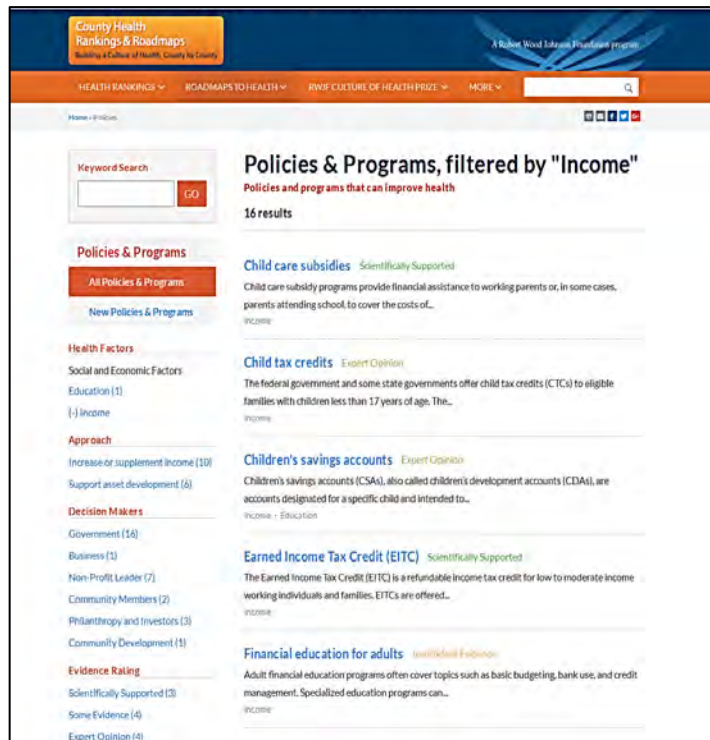 County Health
Rankings & Roadmaps
Building a Culture of Health, County by County
A Robert Wood Johnson Foundation program
HEALTH RANKINGS
ROADMAPS TO HEALTH
RWJF CULTURE OF HEALTH PRIZE
MORE
Home › Policies
Keyword Search
GO
Policies & Programs
All Policies & Programs
New Policies & Programs
Health Factors
Social and Economic Factors
Education (1)
(-) Income
Approach
Increase or supplement income (10)
Support asset development (6)
Decision Makers
Government (16)
Business (1)
Non-Profit Leader (7)
Community Members (2)
Philanthropy and Investors (3)
Community Development (1)
Evidence Rating
Scientifically Supported (3)
Some Evidence (4)
Expert Opinion (4)
Policies & Programs, filtered by "Income"
Policies and programs that can improve health
16 results
Child care subsidies Scientifically Supported
Child care subsidy programs provide financial assistance to working parents or, in some cases,
parents attending school, to cover the costs of...
Income
Child tax credits Expert Opinion
The federal government and some state governments offer child tax credits (CTCs) to eligible
families with children less than 17 years of age. The...
Income
Children's savings accounts Expert Opinion
Children's savings accounts (CSAs), also called children's development accounts (CDAs), are
accounts designated for a specific child and intended to...
Income · Education
Earned Income Tax Credit (EITC) Scientifically Supported
The Earned Income Tax Credit (EITC) is a refundable income tax credit for low to moderate income
working individuals and families. EITCs are offered...
Income
Financial education for adults Insufficient Evidence
Adult financial education programs often cover topics such as basic budgeting, bank use, and credit
management. Specialized education programs can...
Income